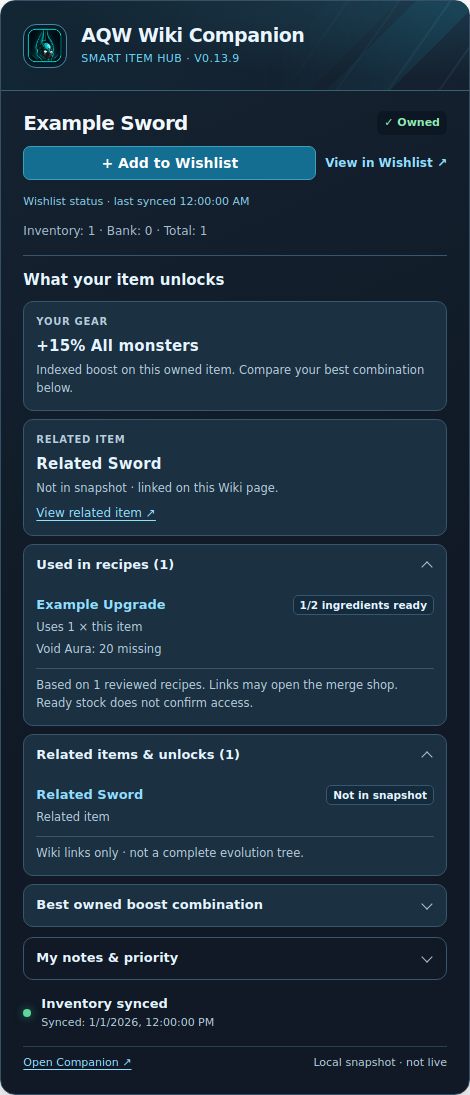 AQW Wiki Companion
SMART ITEM HUB · V0.13.9
Example Sword
✓ Owned
+ Add to Wishlist
View in Wishlist ↗
Wishlist status · last synced 12:00:00 AM
Inventory: 1 · Bank: 0 · Total: 1
What your item unlocks
YOUR GEAR
+15% All monsters
Indexed boost on this owned item. Compare your best combination
below.
RELATED ITEM
Related Sword
Not in snapshot · linked on this Wiki page.
View related item ↗
Used in recipes (1)
Example Upgrade
1/2 ingredients ready
Uses 1 × this item
Void Aura: 20 missing
Based on 1 reviewed recipes. Links may open the merge shop.
Ready stock does not confirm access.
Related items & unlocks (1)
Related Sword
Not in snapshot
Related item
Wiki links only · not a complete evolution tree.
Best owned boost combination
My notes & priority
Inventory synced
Synced: 1/1/2026, 12:00:00 PM
Open Companion ↗
Local snapshot · not live